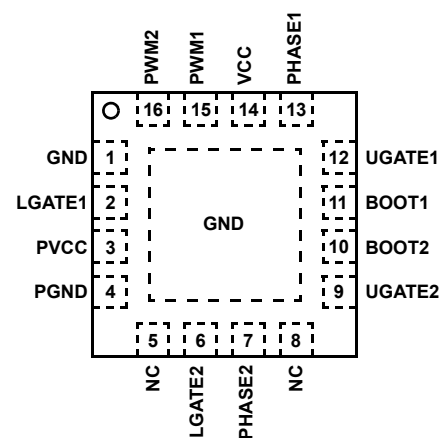 PWM2 PWM1 VCC PHASE1
16 15 14 13
GND 1 12 UGATE1
LGATE1 2 11 BOOT1
GND
PVCC 3 10 BOOT2
PGND 4 9 UGATE2
5 6 7 8
NC LGATE2 PHASE2 NC